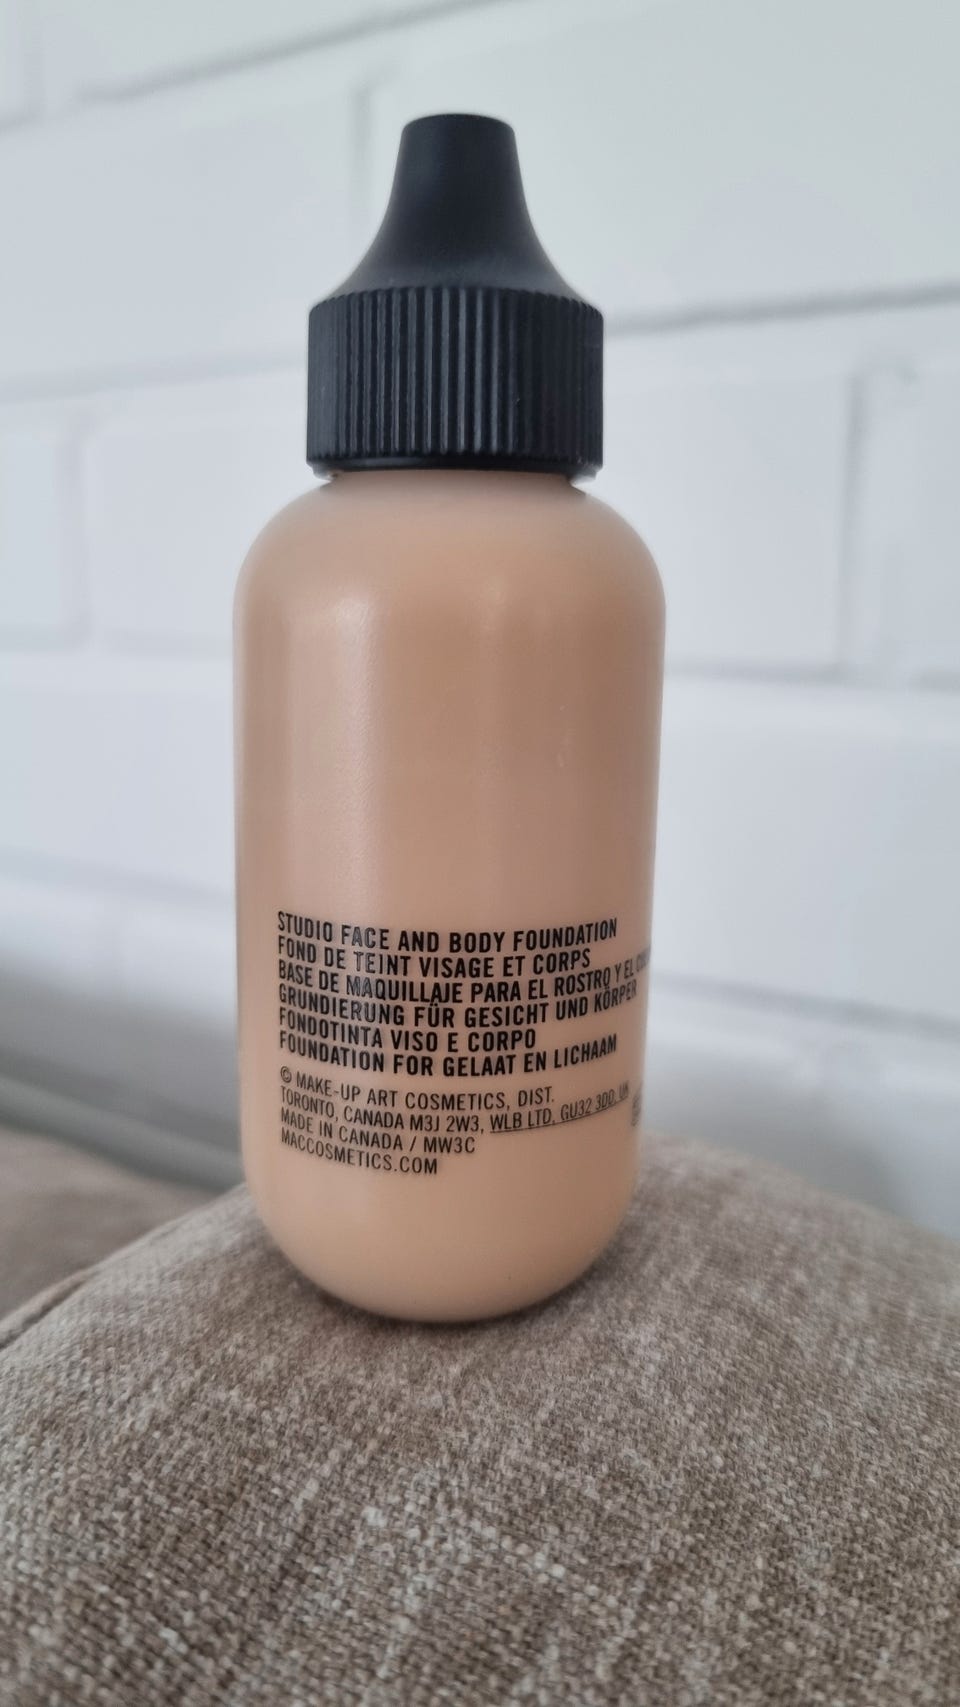 STUDIO FACE AND BODY FOUNDATION
FOND DE TEINT VISAGE ET CORPS
BASE DE MAQUILLAJE PARA EL ROSTRO Y EL
GRUNDIERUNG FÜR GESICHT UND KÖRPER
FONDOTINTA VISO E CORPO
FOUNDATION FOR GELAAT EN LICHAAM
© MAKE-UP ART COSMETICS, DIST.
TORONTO, CANADA M3J 2W3, WLB LTD. GU32 3DD. UK
MADE IN CANADA / MW3C
MACCOSMETICS.COM